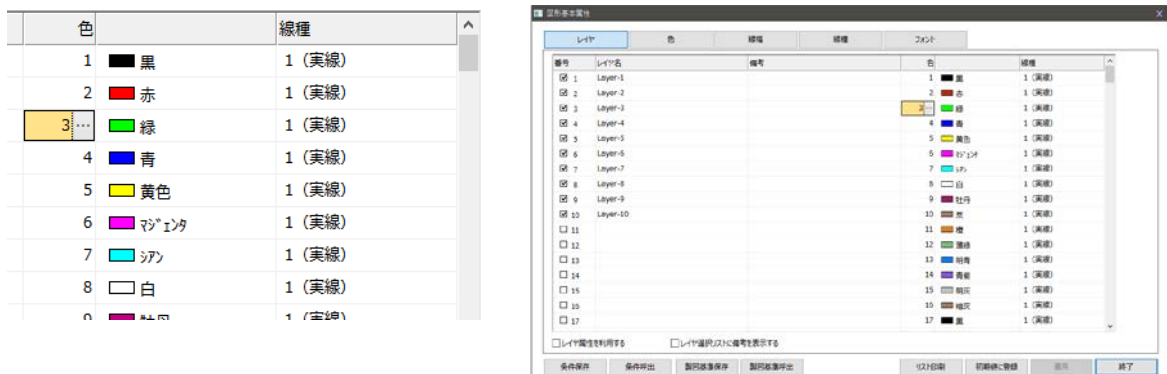 色 線種
1 黒 1 (実線)
2 赤 1 (実線)
3 ... 緑 1 (実線)
4 青 1 (実線)
5 黄色 1 (実線)
6 ﾏｼﾞｪﾝﾀ 1 (実線)
7 ｼｱﾝ 1 (実線)
8 白 1 (実線)
9 牡丹 1 (実線)
図形基本属性
レイヤ 色 線幅 線種 フォント
番号 レイヤ名 備考 色 線種
1 Layer-1 1 黒 1 (実線)
2 Layer-2 2 赤 1 (実線)
3 Layer-3 3 ... 緑 1 (実線)
4 Layer-4 4 青 1 (実線)
5 Layer-5 5 黄色 1 (実線)
6 Layer-6 6 ﾏｼﾞｪﾝﾀ 1 (実線)
7 Layer-7 7 ｼｱﾝ 1 (実線)
8 Layer-8 8 白 1 (実線)
9 Layer-9 9 牡丹 1 (実線)
10 Layer-10 10 茶 1 (実線)
11 11 橙 1 (実線)
12 12 薄緑 1 (実線)
13 13 明青 1 (実線)
14 14 青紫 1 (実線)
15 15 明灰 1 (実線)
16 16 暗灰 1 (実線)
17 17 黒 1 (実線)
レイヤ属性を利用する レイヤ選択リストに備考を表示する
条件保存 条件呼出 製図基準保存 製図基準呼出 リスト印刷 初期値に登録 適用 終了